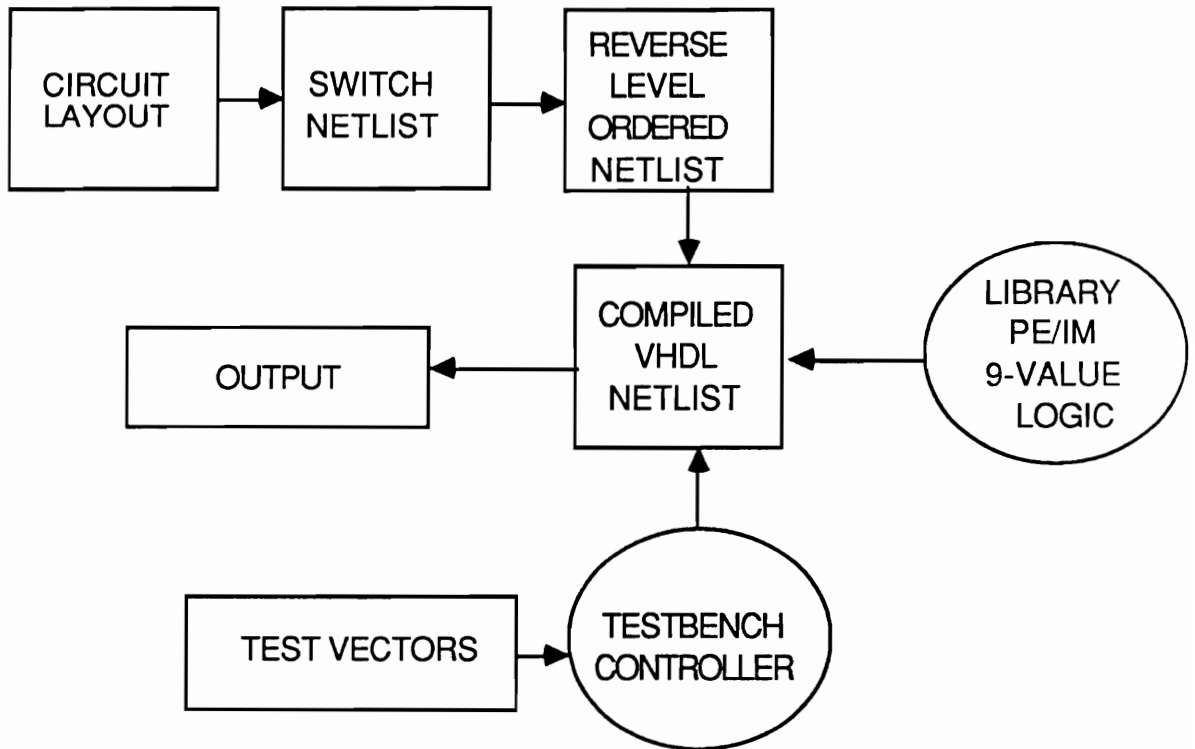 CIRCUIT
LAYOUT
SWITCH
NETLIST
REVERSE
LEVEL
ORDERED
NETLIST
COMPILED
VHDL
NETLIST
LIBRARY
PE/IM
9-VALUE
LOGIC
OUTPUT
TEST VECTORS
TESTBENCH
CONTROLLER